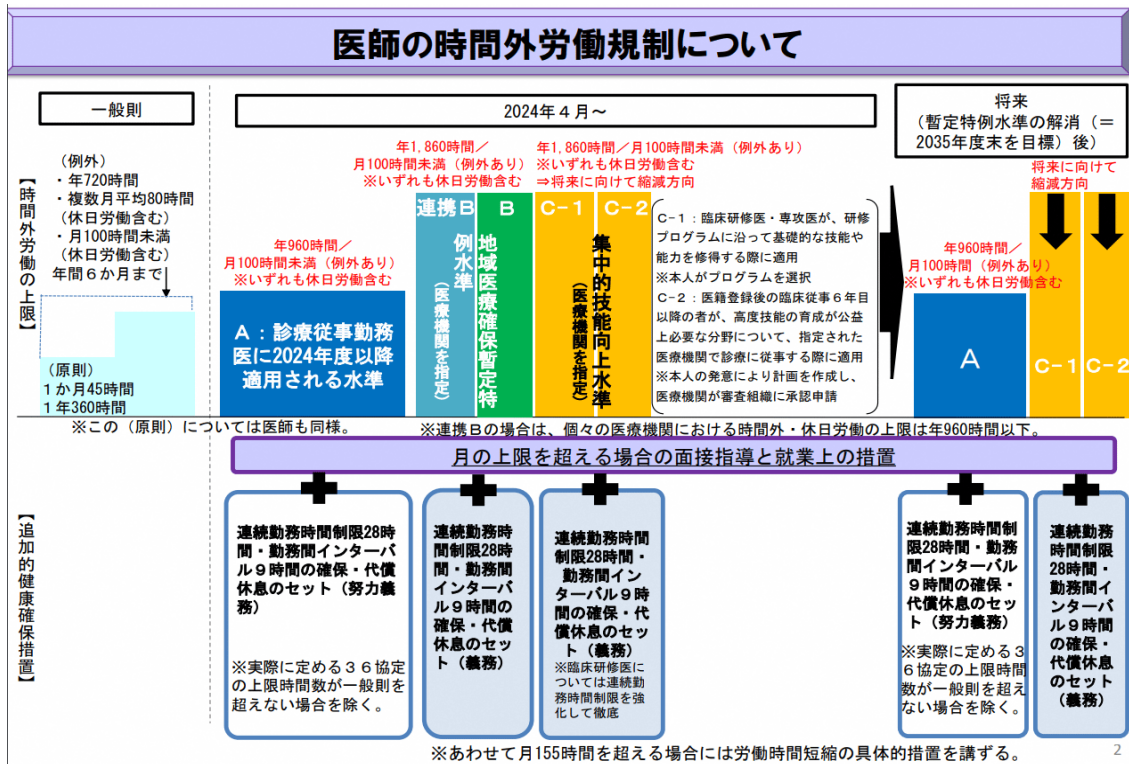 医師の時間外労働規制について
一般則
2024年４月～
将来
（暫定特例水準の解消（＝
2035年度末を目標）後）
【時間外労働の上限】
（例外）
・年720時間
・複数月平均80時間
（休日労働含む）
・月100時間未満
（休日労働含む）
年間６か月まで
（原則）
１か月45時間
１年360時間
※この（原則）については医師も同様。
年960時間／
月100時間未満（例外あり）
※いずれも休日労働含む
Ａ：診療従事勤務
医に2024年度以降
適用される水準
年1,860時間／
月100時間未満（例外あり）
※いずれも休日労働含む
連携Ｂ
Ｂ
地域医療確保暫定特
例水準
（医療機関を指定）
年1,860時間／月100時間未満（例外あり）
※いずれも休日労働含む
⇒将来に向けて縮減方向
Ｃ－１
Ｃ－２
集中的技能向上水準
（医療機関を指定）
Ｃ－１：臨床研修医・専攻医が、研修
プログラムに沿って基礎的な技能や
能力を修得する際に適用
※本人がプログラムを選択
Ｃ－２：医籍登録後の臨床従事６年目
以降の者が、高度技能の育成が公益
上必要な分野について、指定された
医療機関で診療に従事する際に適用
※本人の発意により計画を作成し、
医療機関が審査組織に承認申請
年960時間／
月100時間（例外あり）
※いずれも休日労働含む
Ａ
将来に向けて
縮減方向
Ｃ－１
Ｃ－２
※連携Ｂの場合は、個々の医療機関における時間外・休日労働の上限は年960時間以下。
【追加的健康確保措置】
月の上限を超える場合の面接指導と就業上の措置
連続勤務時間制限28時
間・勤務間インターバ
ル９時間の確保・代償
休息のセット（努力義
務）
※実際に定める３６協定
の上限時間数が一般則を
超えない場合を除く。
連続勤務時間制
限28時
間・勤務間
インターバ
ル９時間の
確保・代償
休息のセッ
ト（義務）
連続勤務時間
制限28時間・
勤務間イン
ターバル９時
間の確保・代
償休息のセッ
ト（義務）
※臨床研修医に
ついては連続勤
務時間制限を強
化して徹底
連続勤務時間制
限28時間・勤務
間インターバル
９時間の確保・
代償休息のセッ
ト（努力義務）
※実際に定める３
６協定の上限時間
数が一般則を超え
ない場合を除く。
連続勤務
時間制限
28時間・
勤務間イ
ンターバ
ル９時間
の確保・
代償休息
のセット
（義務）
※あわせて月155時間を超える場合には労働時間短縮の具体的措置を講ずる。
2